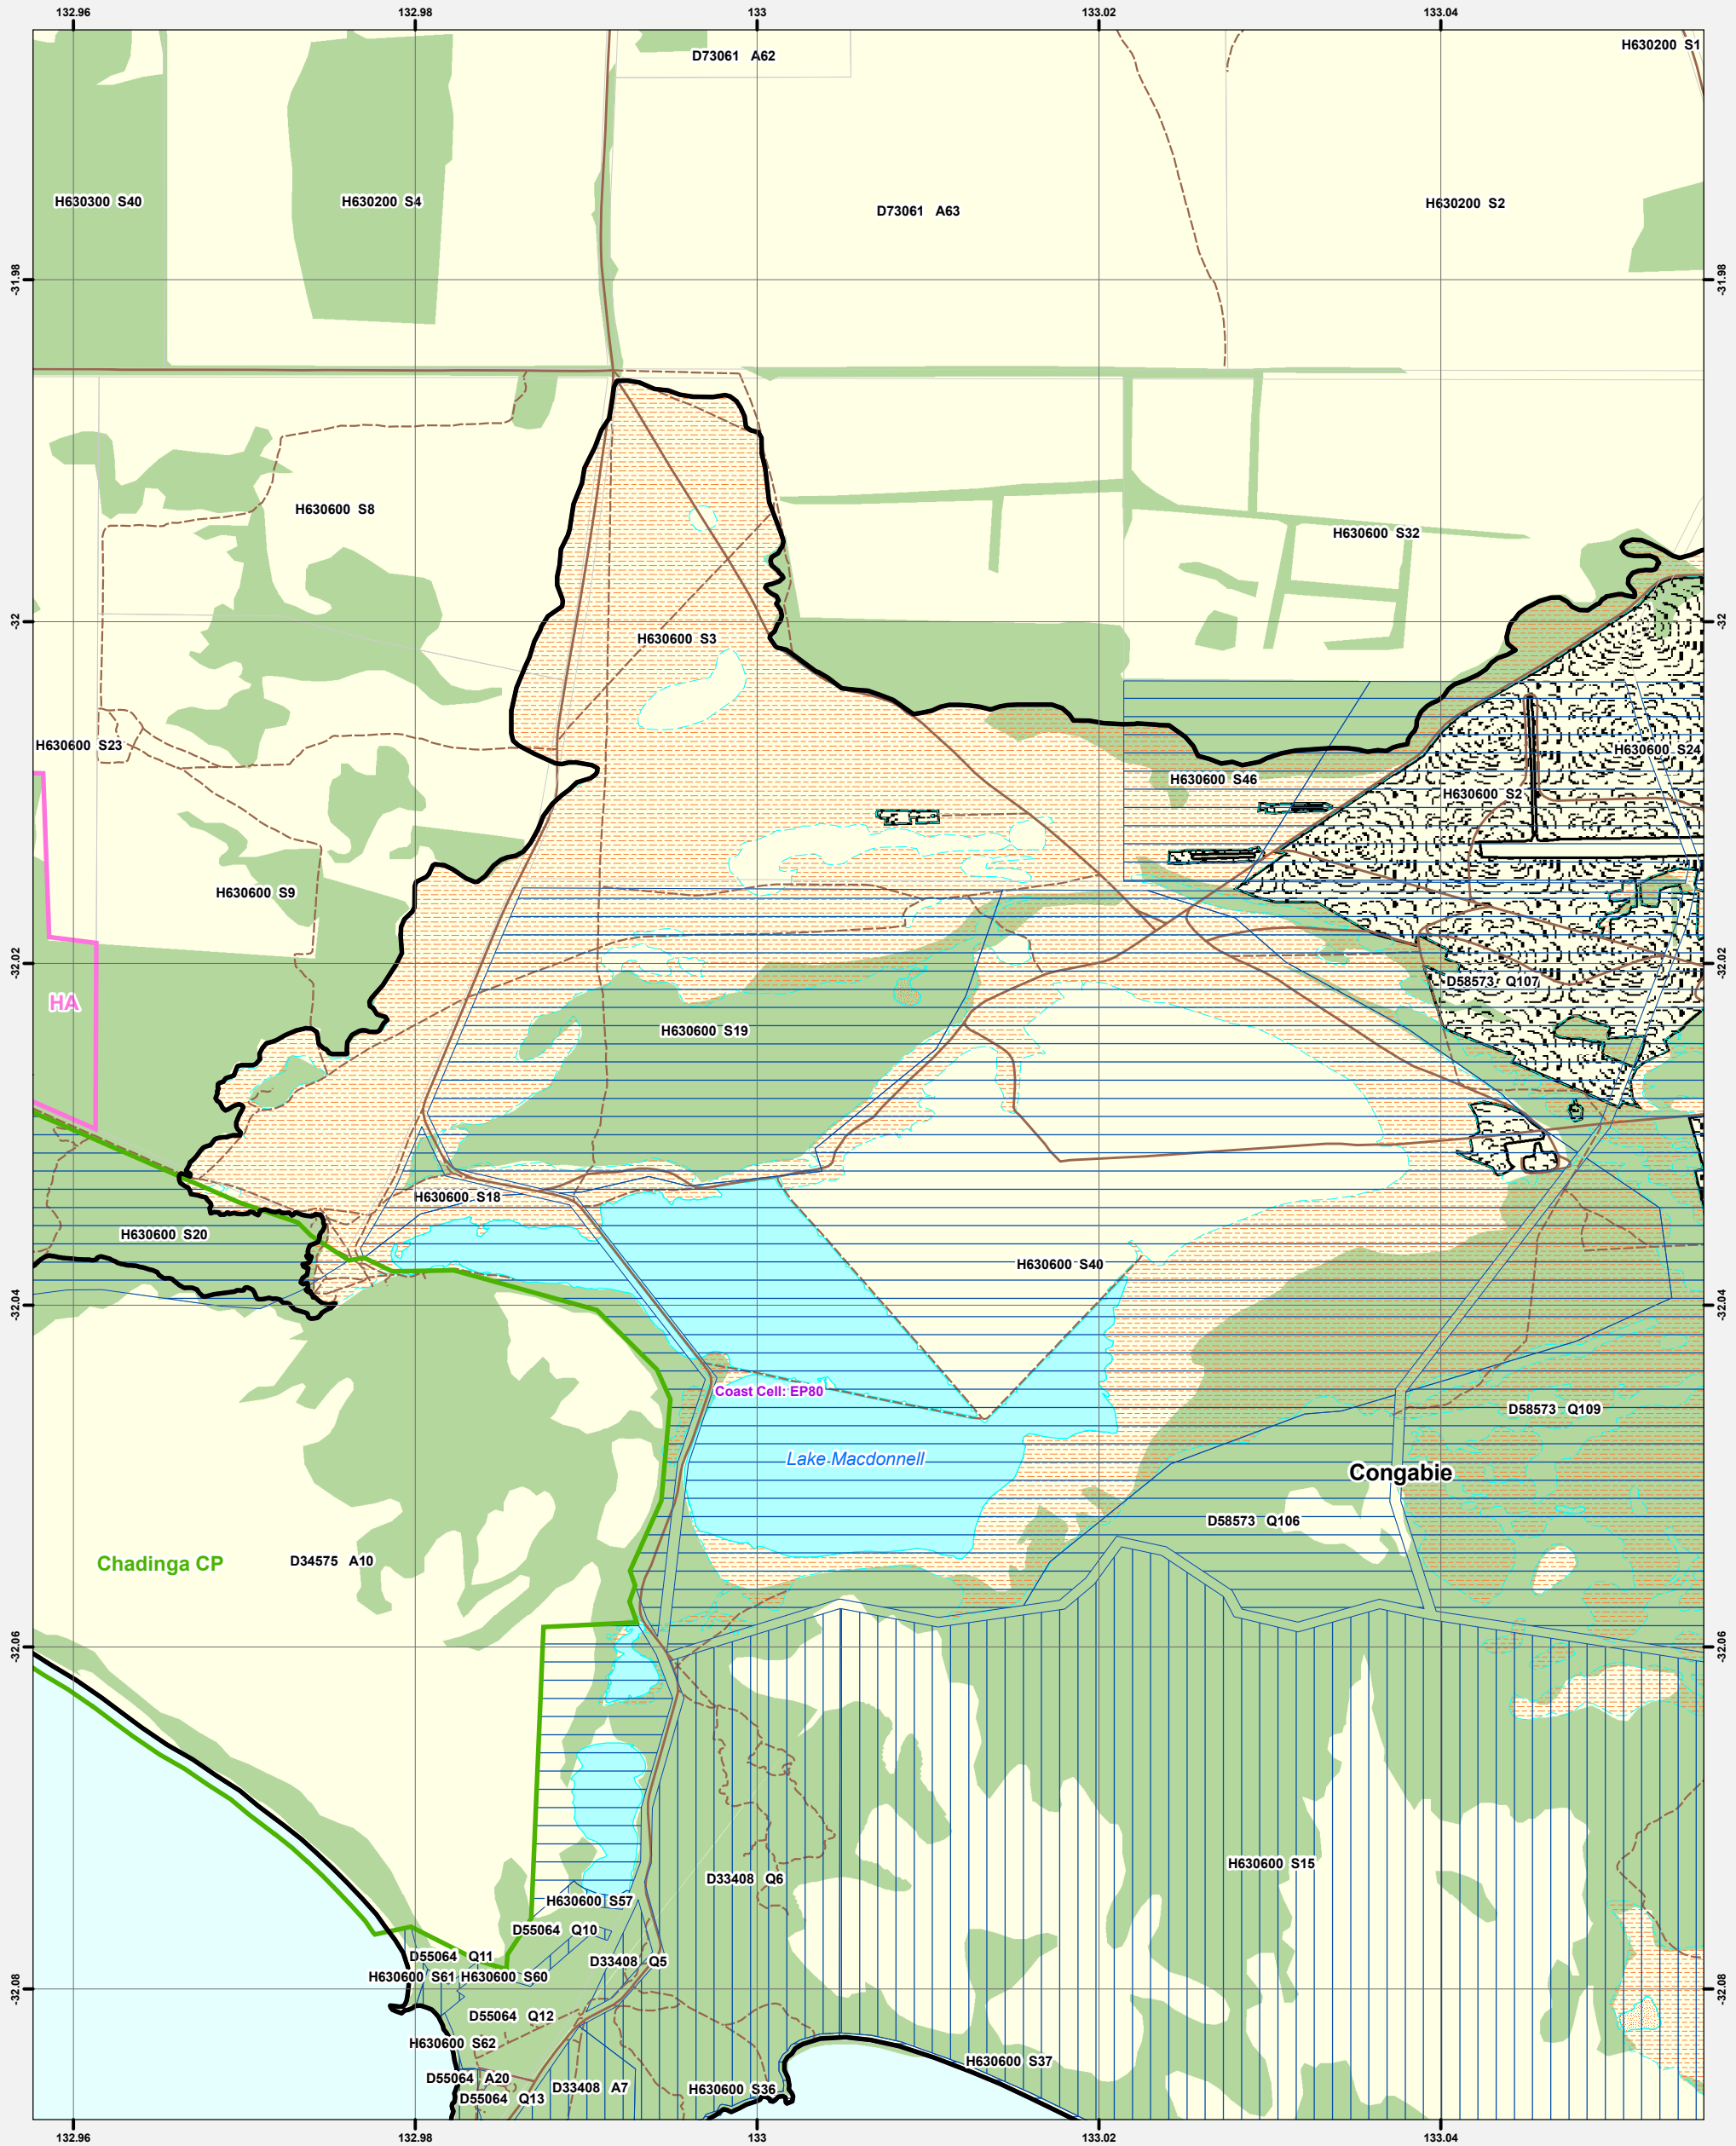 132.96 132.98 133 133.02 133.04
H630200 S1
D73061 A62
H630300 S40
H630200 S4
D73061 A63
H630200 S2
-31.98
-31.98
H630600 S8
H630600 S32
-32
-32
H630600 S3
H630600 S23
H630600 S24
H630600 S46
H630600 S2
H630600 S9
-32.02
-32.02
D58573 Q107
HA
H630600 S19
H630600 S18
H630600 S20
H630600 S40
-32.04
-32.04
Coast Cell: EP80
D58573 Q109
Lake Macdonnell
Congabie
D58573 Q106
Chadinga CP
D34575 A10
-32.06
-32.06
H630600 S15
D33408 Q6
H630600 S57
D55064 Q10
D55064 Q11
D33408 Q5
H630600 S61
H630600 S60
-32.08
-32.08
D55064 Q12
H630600 S62
H630600 S37
D55064 A20
D33408 A7
H630600 S36
D55064 Q13
132.96 132.98 133 133.02 133.04